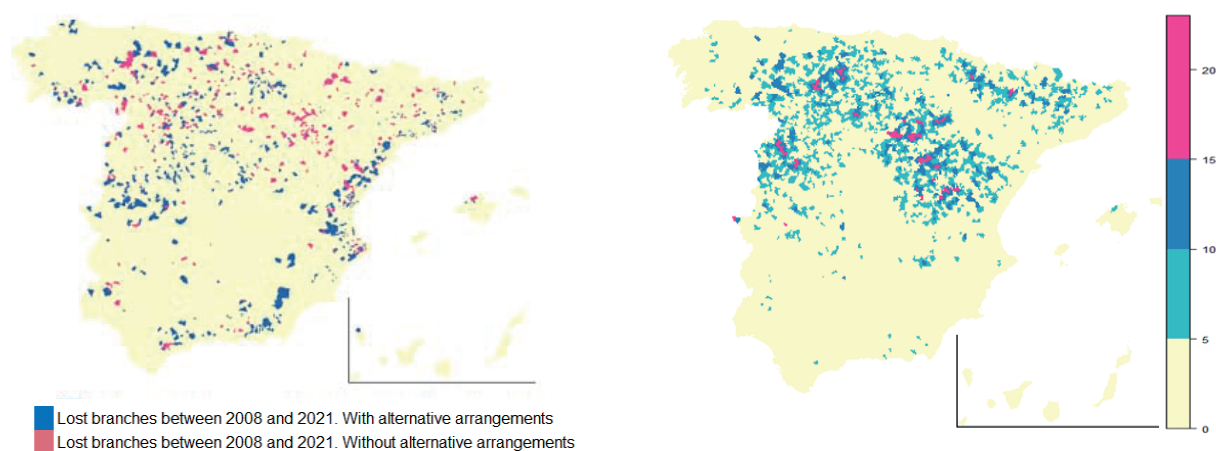 20
15
10
5
0
Lost branches between 2008 and 2021. With alternative arrangements
Lost branches between 2008 and 2021. Without alternative arrangements